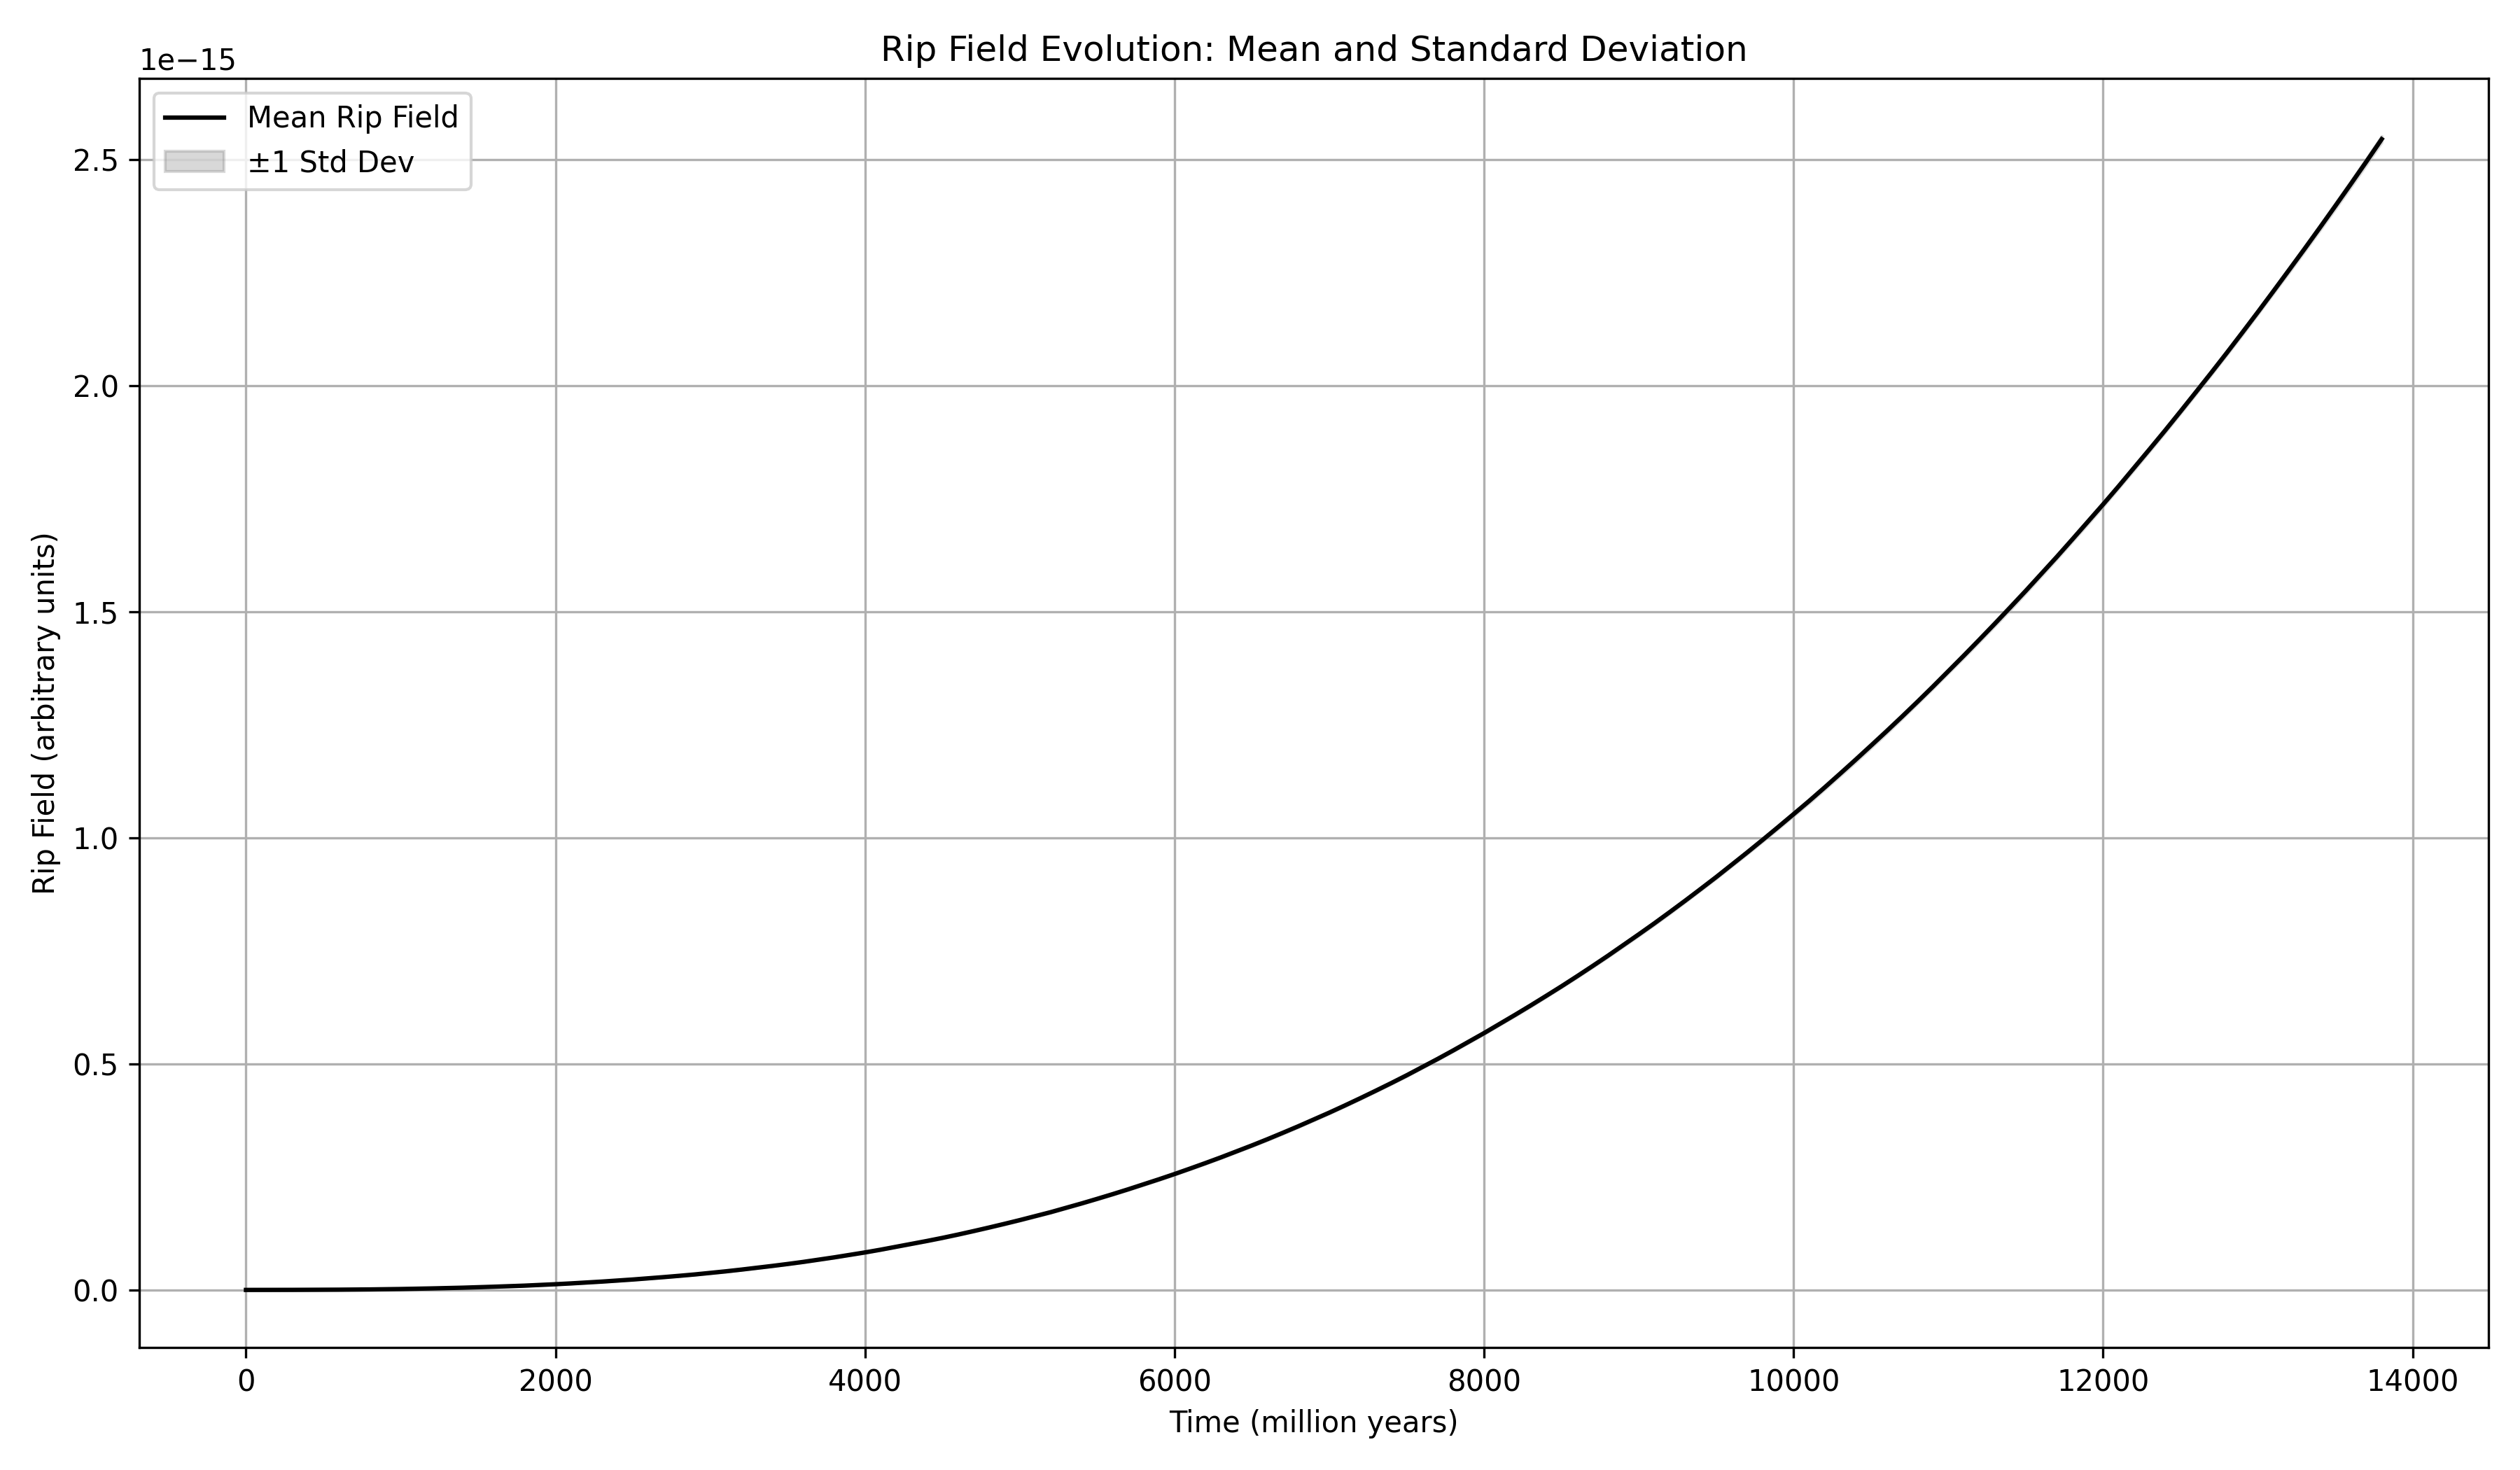 Rip Field Evolution: Mean and Standard Deviation
1e−15
Mean Rip Field
±1 Std Dev
2.5
2.0
1.5
1.0
0.5
0.0
Rip Field (arbitrary units)
0 2000 4000 6000 8000 10000 12000 14000
Time (million years)